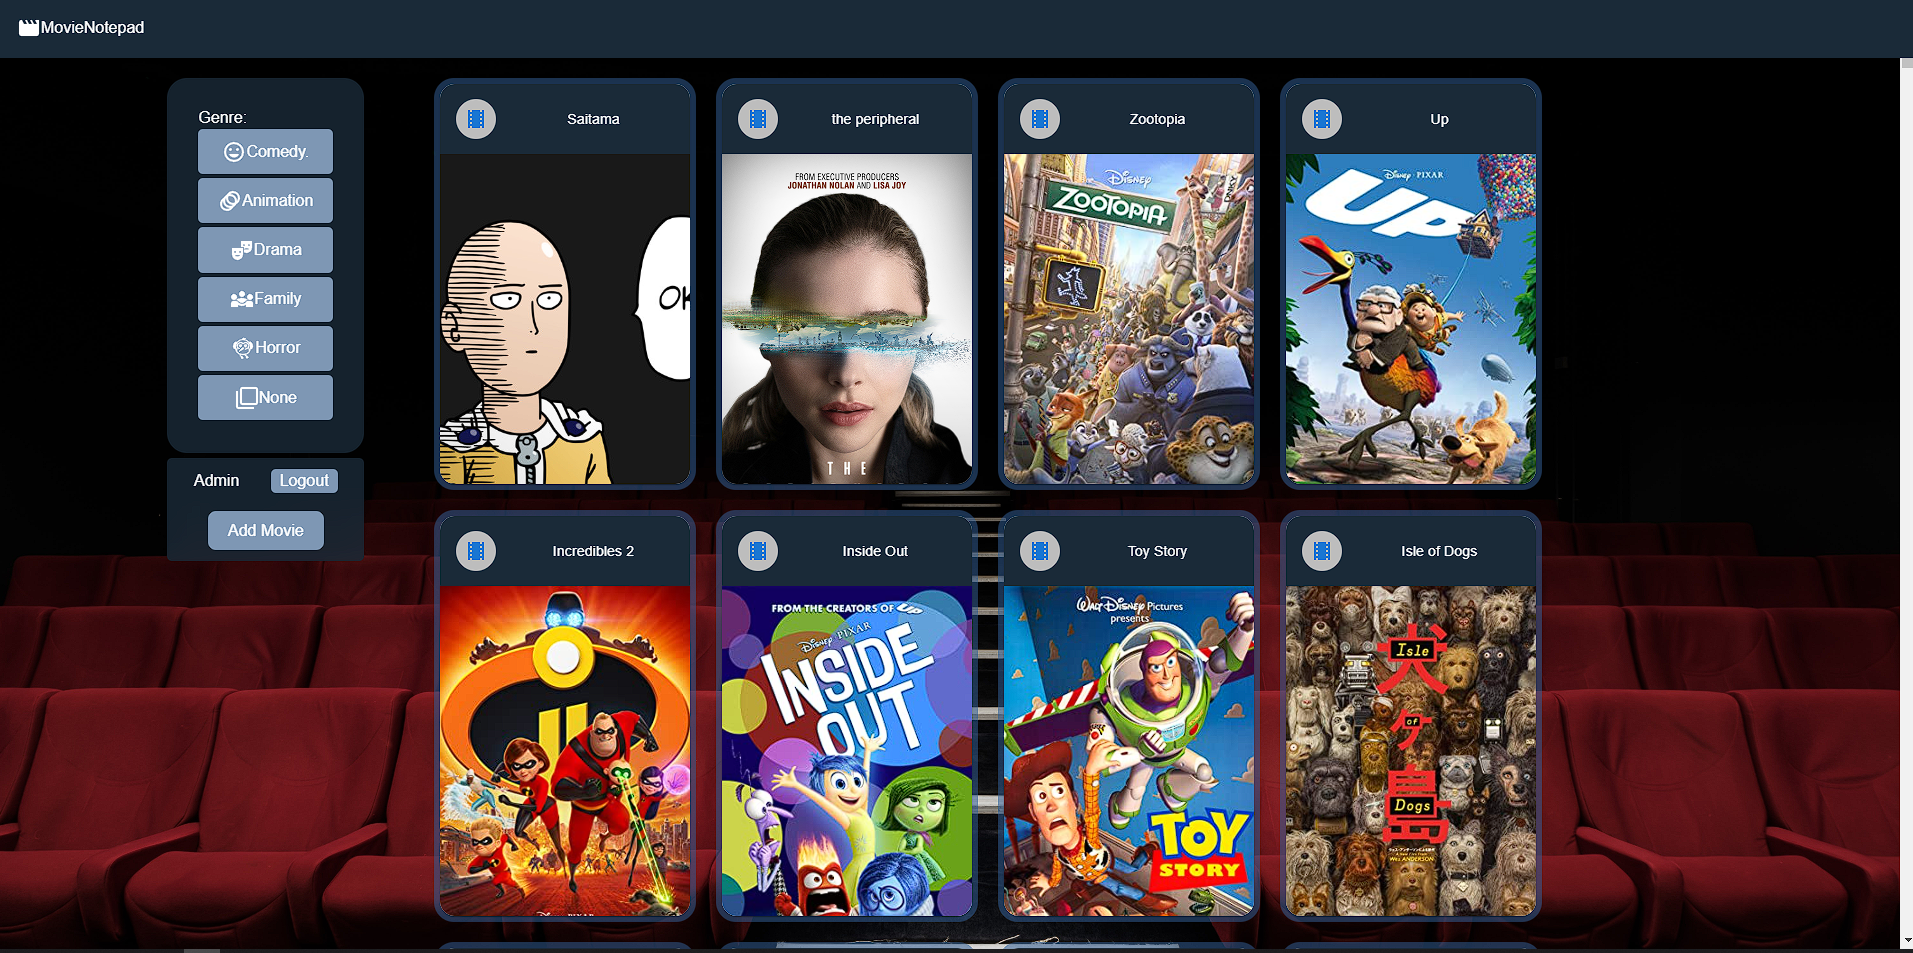 MovieNotepad
Genre:
Comedy.
Animation
Drama
Family
Horror
None
Admin
Logout
Add Movie
Saitama
OK
the peripheral
FROM EXECUTIVE PRODUCERS
JONATHAN NOLAN AND LISA JOY
THE
Zootopia
Disney
ZOOTOPIA
Up
Disney · PIXAR
UP
Incredibles 2
Inside Out
FROM THE CREATORS OF UP
Disney PIXAR
INSIDE
OUT
Toy Story
Walt Disney Pictures
presents
TOY
STORY
Isle of Dogs
犬
Isle
of
ケ
島
Dogs
WES ANDERSON